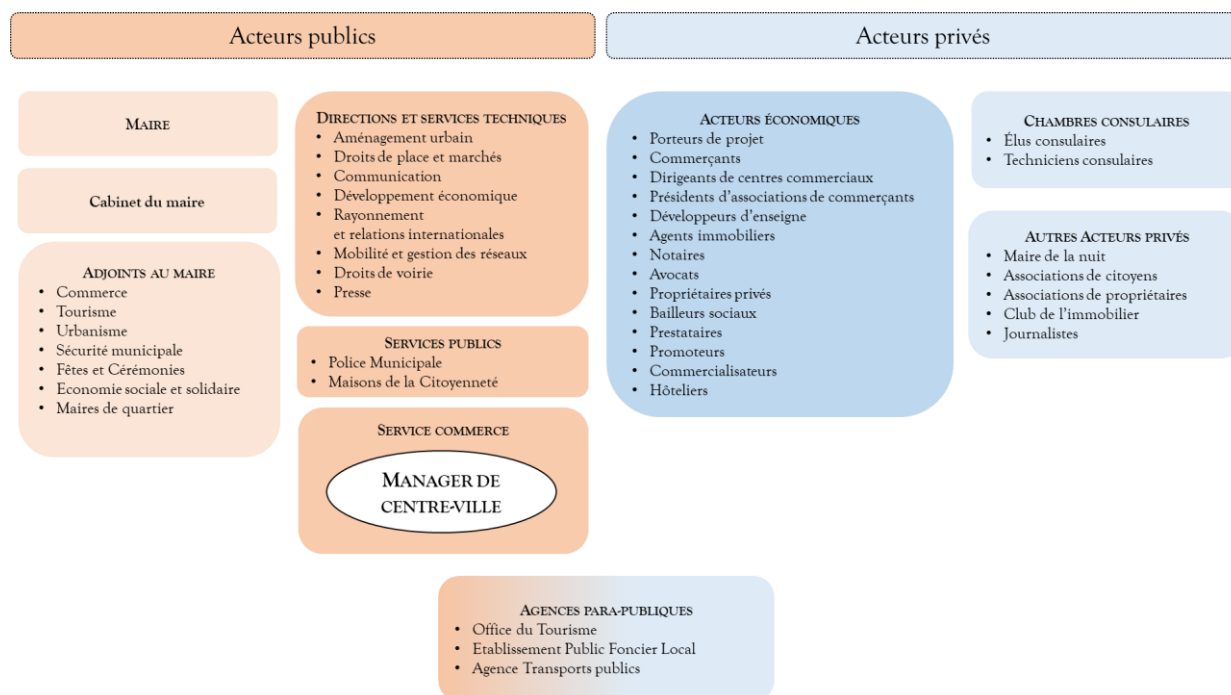 Acteurs publics
Acteurs privés
MAIRE
Cabinet du maire
ADJOINTS AU MAIRE
• Commerce
• Tourisme
• Urbanisme
• Sécurité municipale
• Fêtes et Cérémonies
• Economie sociale et solidaire
• Maires de quartier
DIRECTIONS ET SERVICES TECHNIQUES
• Aménagement urbain
• Droits de place et marchés
• Communication
• Développement économique
• Rayonnement
et relations internationales
• Mobilité et gestion des réseaux
• Droits de voirie
• Presse
SERVICES PUBLICS
• Police Municipale
• Maisons de la Citoyenneté
SERVICE COMMERCE
MANAGER DE
CENTRE-VILLE
ACTEURS ÉCONOMIQUES
• Porteurs de projet
• Commerçants
• Dirigeants de centres commerciaux
• Présidents d'associations de commerçants
• Développeurs d'enseigne
• Agents immobiliers
• Notaires
• Avocats
• Propriétaires privés
• Bailleurs sociaux
• Prestataires
• Promoteurs
• Commercialisateurs
• Hôteliers
CHAMBRES CONSULAIRES
• Élus consulaires
• Techniciens consulaires
AUTRES ACTEURS PRIVÉS
• Maire de la nuit
• Associations de citoyens
• Associations de propriétaires
• Club de l'immobilier
• Journalistes
AGENCES PARA-PUBLIQUES
• Office du Tourisme
• Etablissement Public Foncier Local
• Agence Transports publics